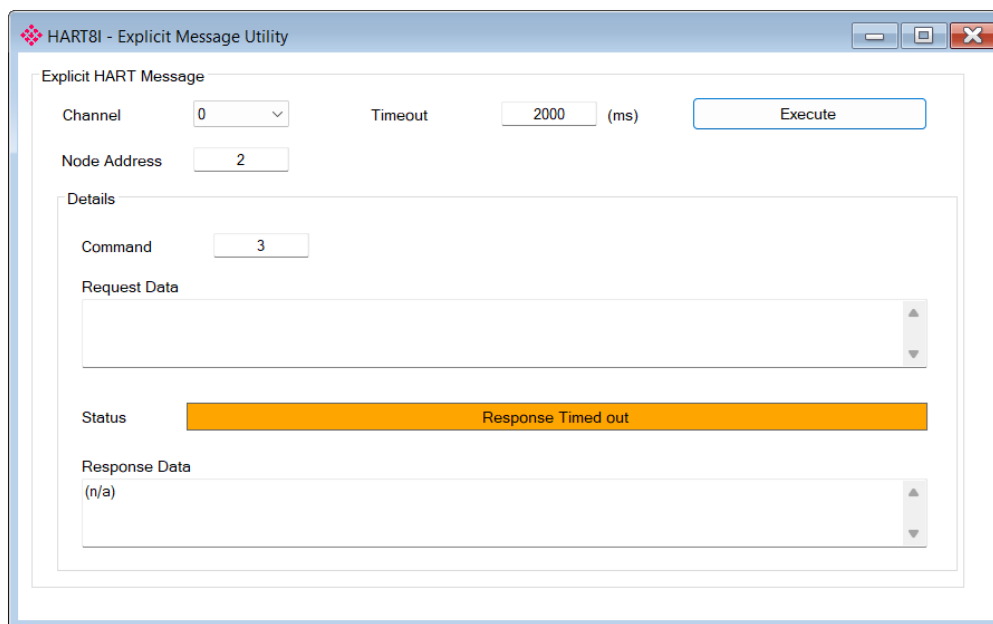 HART8I - Explicit Message Utility
Explicit HART Message
Channel 0 Timeout 2000 (ms) Execute
Node Address 2
Details
Command 3
Request Data
Status Response Timed out
Response Data
(n/a)